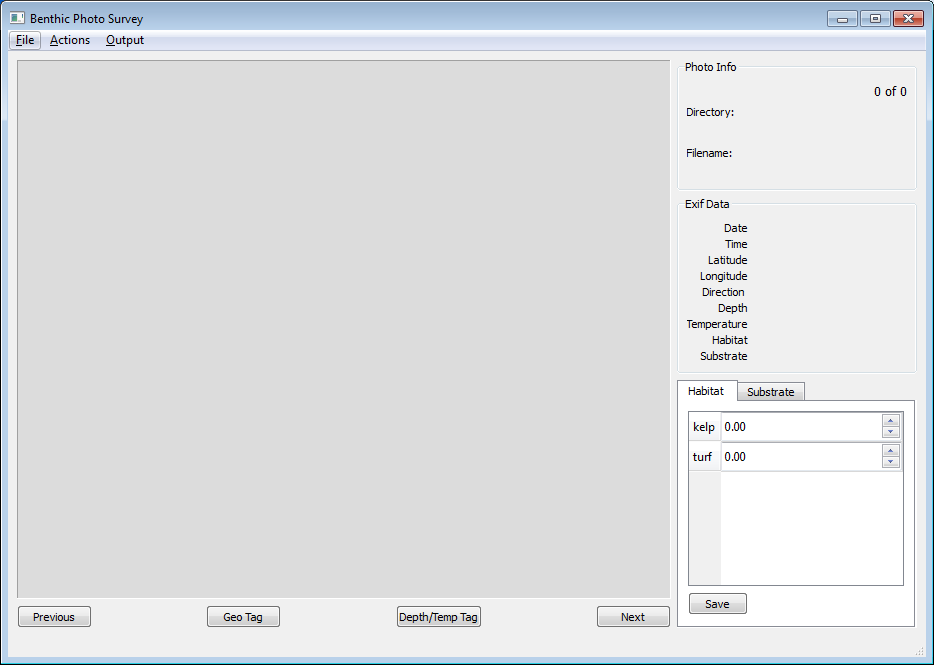 Benthic Photo Survey
File Actions Output
Photo Info
0 of 0
Directory:
Filename:
Exif Data
Date
Time
Latitude
Longitude
Direction
Depth
Temperature
Habitat
Substrate
Habitat Substrate
kelp 0.00
turf 0.00
Save
Previous Geo Tag Depth/Temp Tag Next